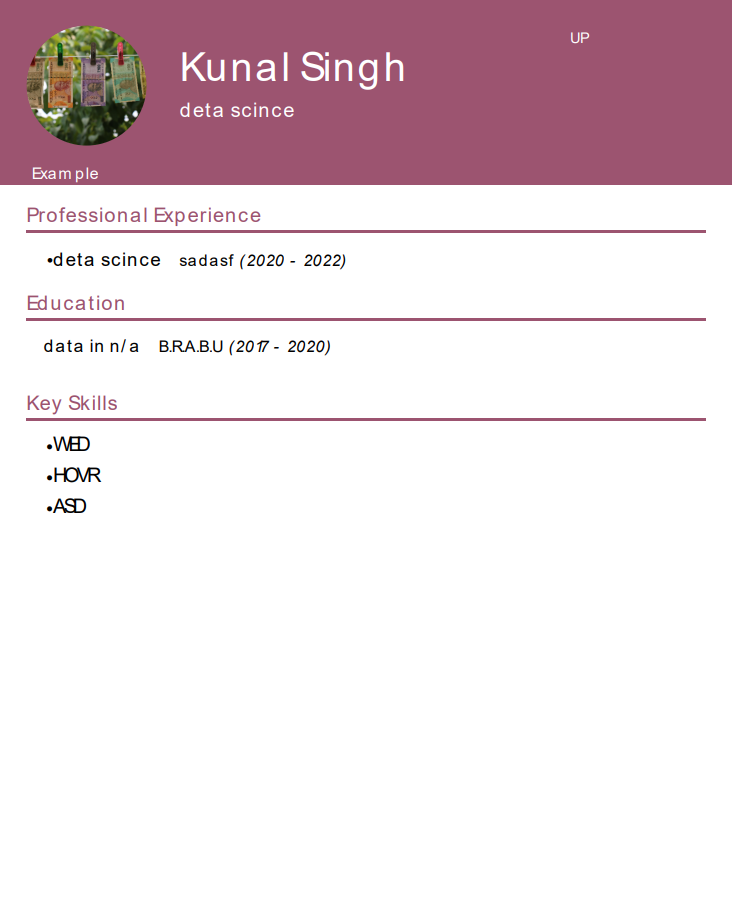 UP
Kunal Singh
deta scince
Example
Professional Experience
•deta scince sadasf (2020 - 2022)
Education
data in n/a B.R.A.B.U (2017 - 2020)
Key Skills
•WED
•HOVR
•ASD